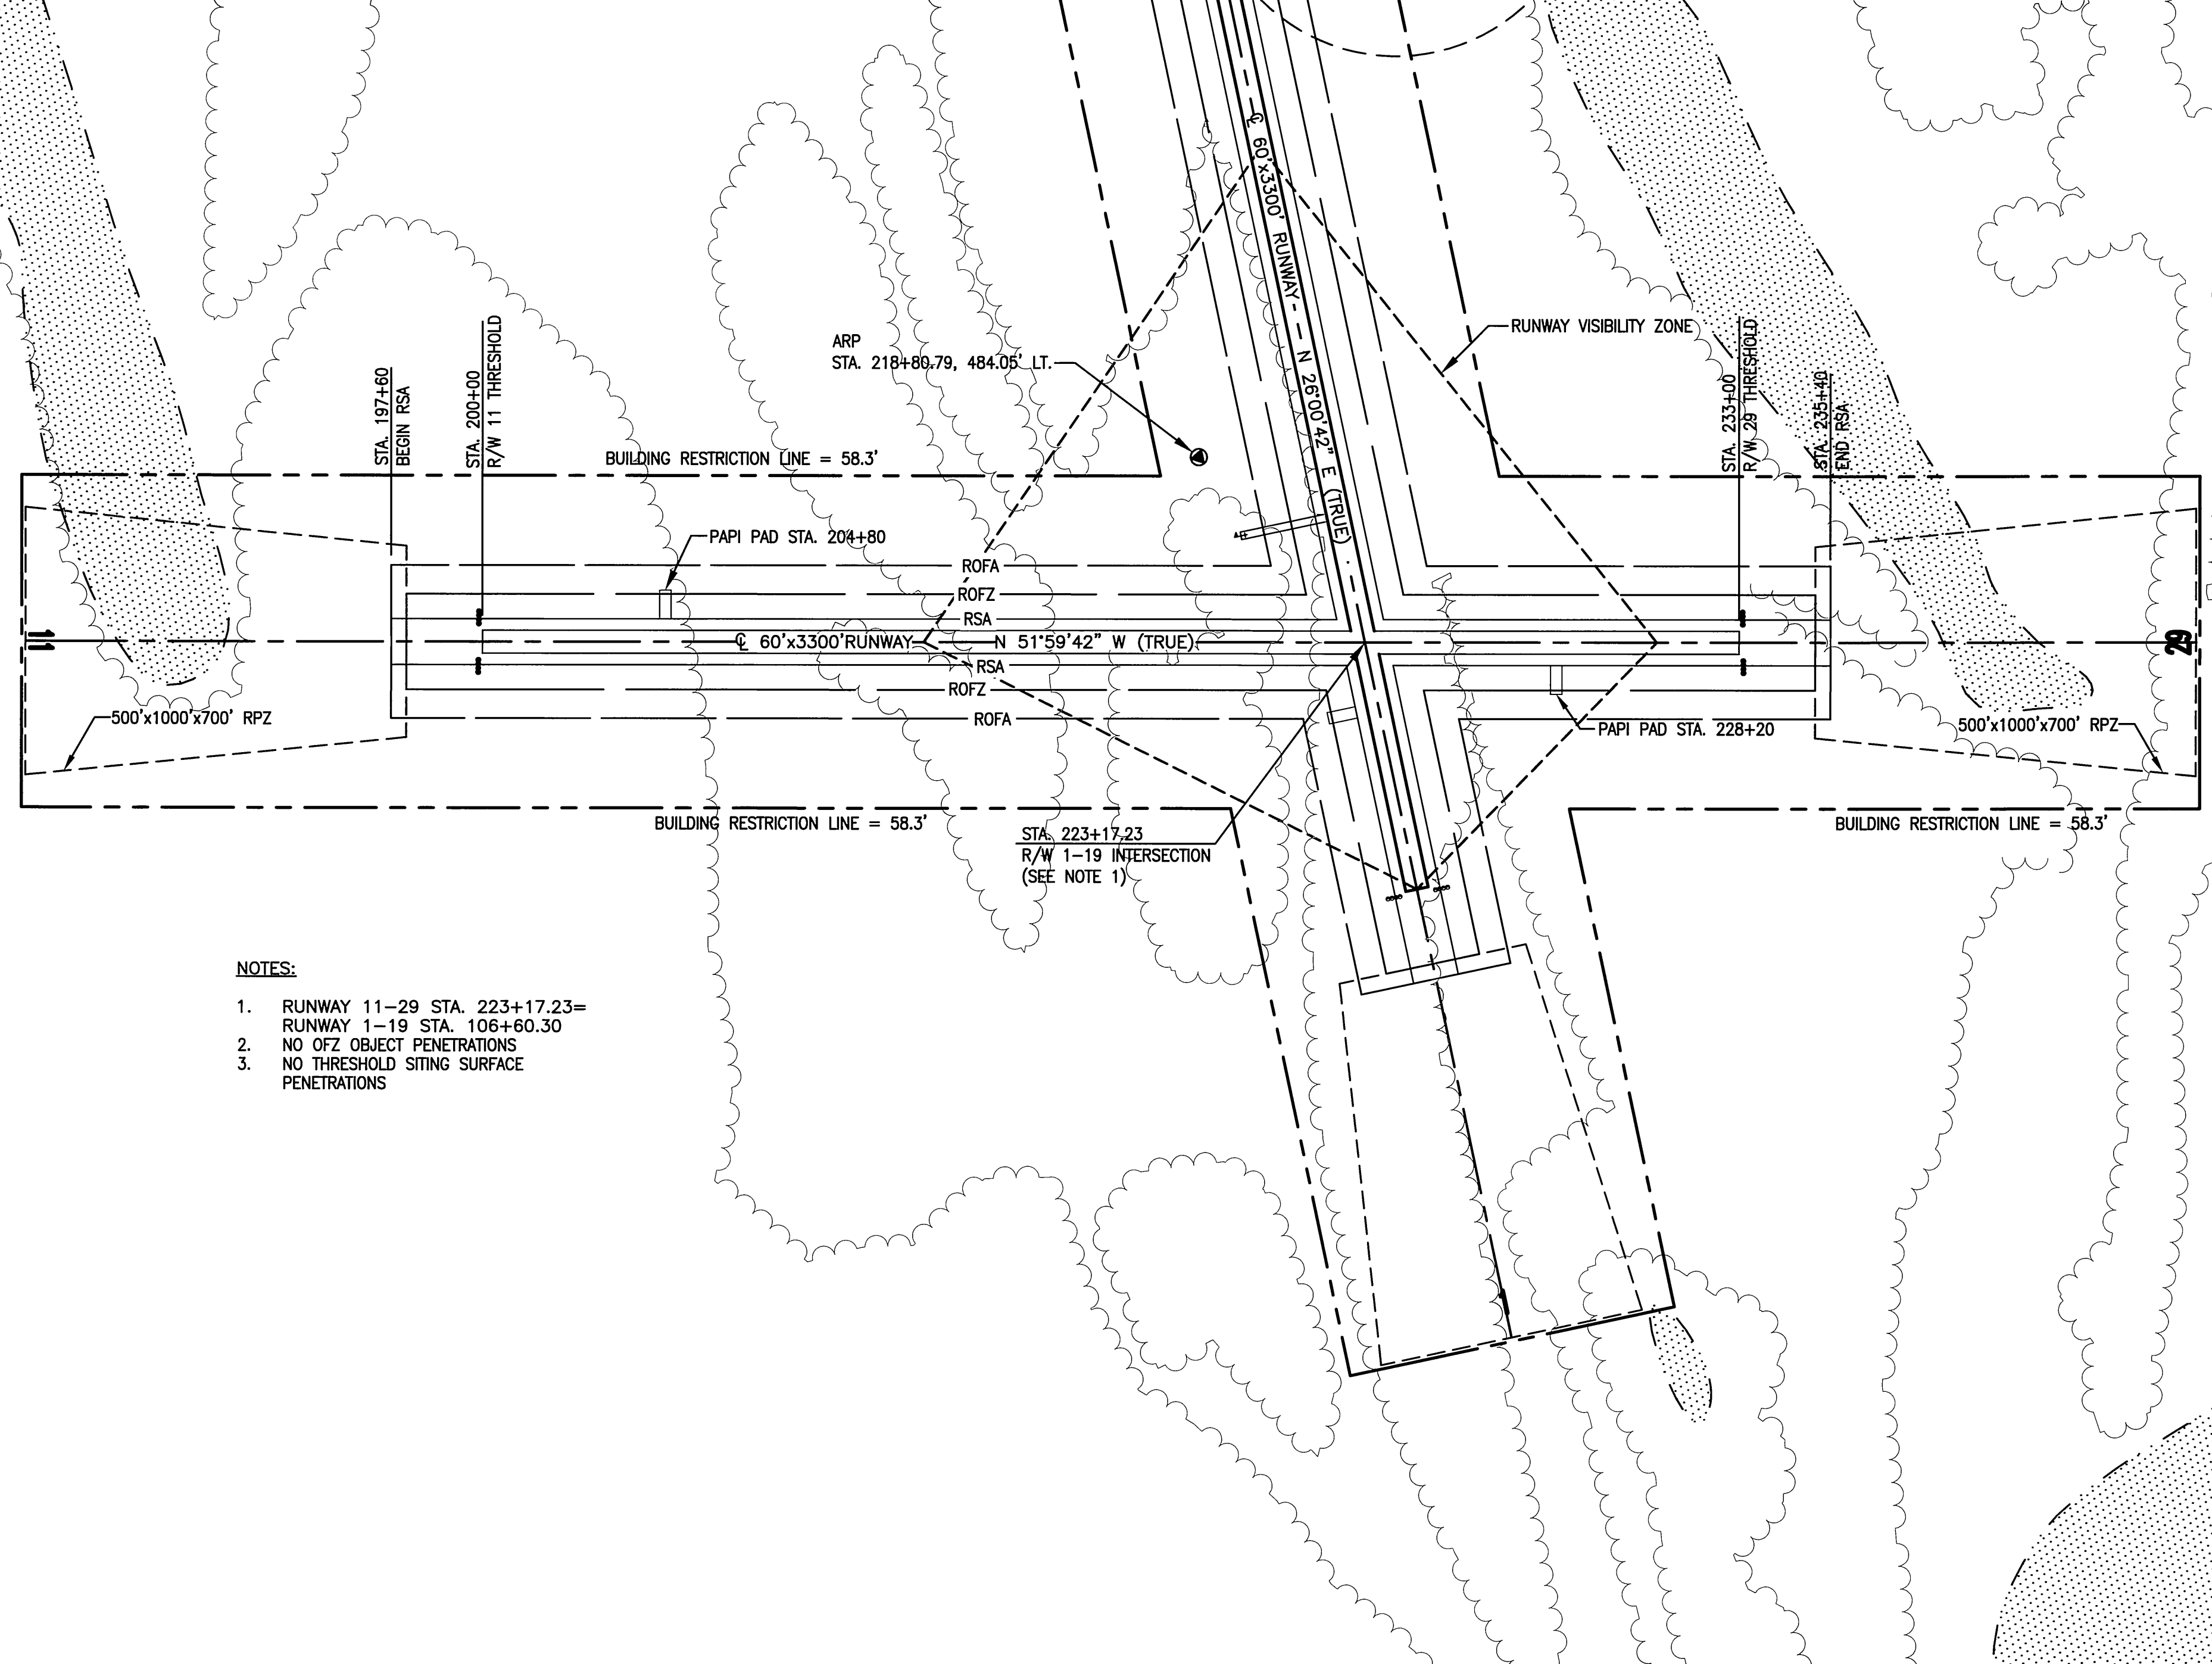 ℄ 60'x3300' RUNWAY - N 26°00'42" E (TRUE)
RUNWAY VISIBILITY ZONE
ARP
STA. 218+80.79, 484.05' LT.
STA. 197+60
BEGIN RSA
STA. 200+00
R/W 11 THRESHOLD
STA. 233+00
R/W 29 THRESHOLD
STA. 235+40
END RSA
BUILDING RESTRICTION LINE = 58.3'
PAPI PAD STA. 204+80
ROFA
ROFZ
RSA
11
℄ 60'x3300'RUNWAY
N 51°59'42" W (TRUE)
29
RSA
ROFZ
ROFA
500'x1000'x700' RPZ
PAPI PAD STA. 228+20
500'x1000'x700' RPZ
BUILDING RESTRICTION LINE = 58.3'
BUILDING RESTRICTION LINE = 58.3'
STA. 223+17.23
R/W 1-19 INTERSECTION
(SEE NOTE 1)
NOTES:
1. RUNWAY 11-29 STA. 223+17.23=
RUNWAY 1-19 STA. 106+60.30
2. NO OFZ OBJECT PENETRATIONS
3. NO THRESHOLD SITING SURFACE
PENETRATIONS